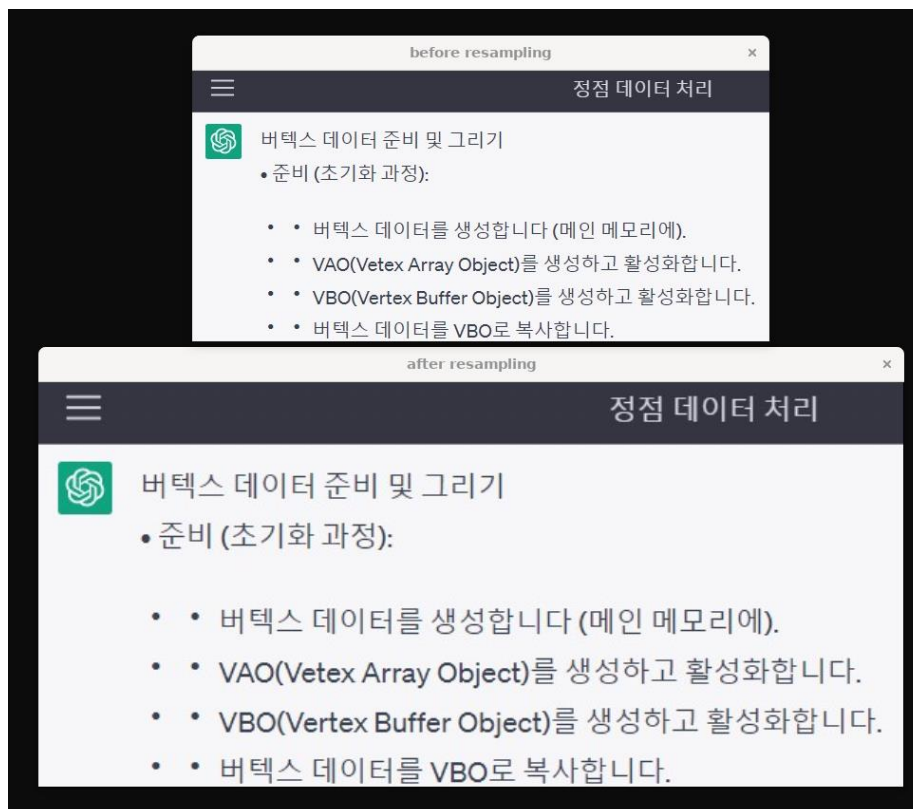 before resampling ×
정점 데이터 처리
버텍스 데이터 준비 및 그리기
• 준비 (초기화 과정):
• • 버텍스 데이터를 생성합니다 (메인 메모리에).
• • VAO(Vetex Array Object)를 생성하고 활성화합니다.
• • VBO(Vertex Buffer Object)를 생성하고 활성화합니다.
• • 버텍스 데이터를 VBO로 복사합니다.
after resampling ×
정점 데이터 처리
버텍스 데이터 준비 및 그리기
• 준비 (초기화 과정):
• • 버텍스 데이터를 생성합니다 (메인 메모리에).
• • VAO(Vetex Array Object)를 생성하고 활성화합니다.
• • VBO(Vertex Buffer Object)를 생성하고 활성화합니다.
• • 버텍스 데이터를 VBO로 복사합니다.